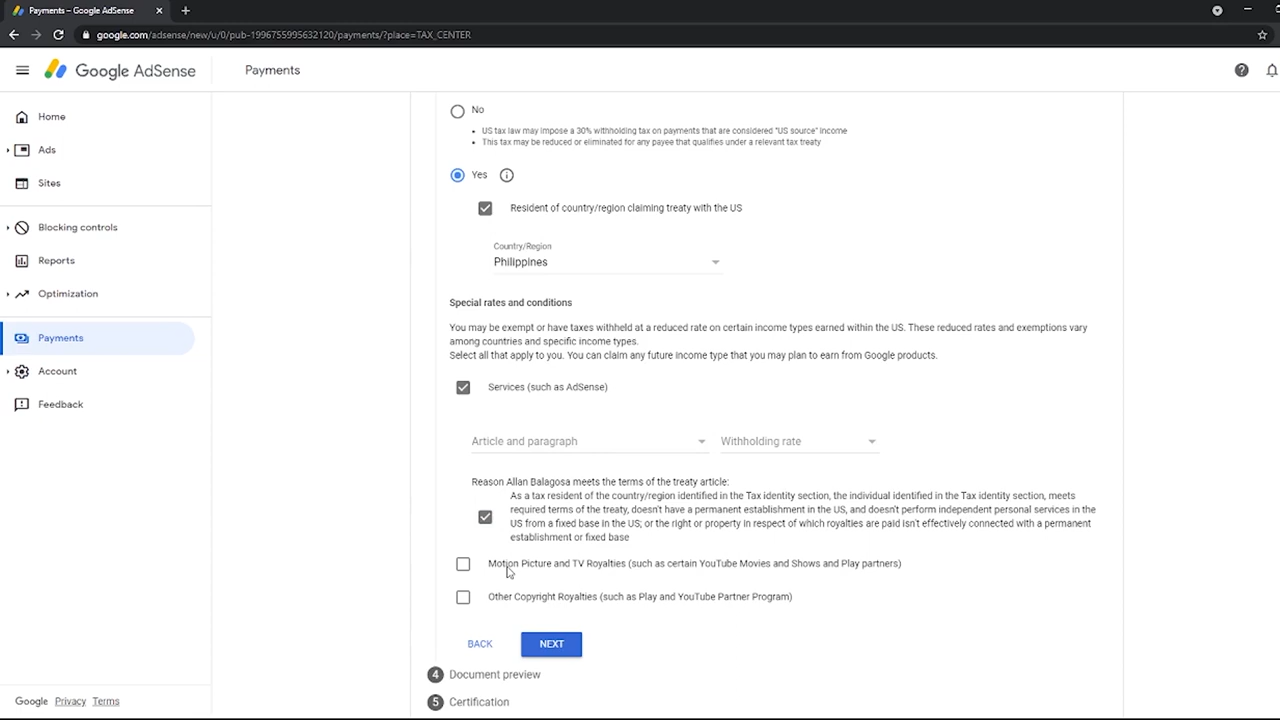 Payments – Google AdSense
google.com/adsense/new/u/0/pub-1996755995632120/payments/?place=TAX_CENTER
Google AdSense
Payments
Home
Ads
Sites
Blocking controls
Reports
Optimization
Payments
Account
Feedback
Google Privacy Terms
No
US tax law may impose a 30% withholding tax on payments that are considered "US source" income
This tax may be reduced or eliminated for any payee that qualifies under a relevant tax treaty
Yes
Resident of country/region claiming treaty with the US
Country/Region
Philippines
Special rates and conditions
You may be exempt or have taxes withheld at a reduced rate on certain income types earned within the US. These reduced rates and exemptions vary
among countries and specific income types.
Select all that apply to you. You can claim any future income type that you may plan to earn from Google products.
Services (such as AdSense)
Article and paragraph
Withholding rate
Reason Allan Balagosa meets the terms of the treaty article:
As a tax resident of the country/region identified in the Tax identity section, the individual identified in the Tax identity section, meets
required terms of the treaty, doesn't have a permanent establishment in the US, and doesn't perform independent personal services in the
US from a fixed base in the US; or the right or property in respect of which royalties are paid isn't effectively connected with a permanent
establishment or fixed base
Motion Picture and TV Royalties (such as certain YouTube Movies and Shows and Play partners)
Other Copyright Royalties (such as Play and YouTube Partner Program)
BACK
NEXT
4 Document preview
5 Certification